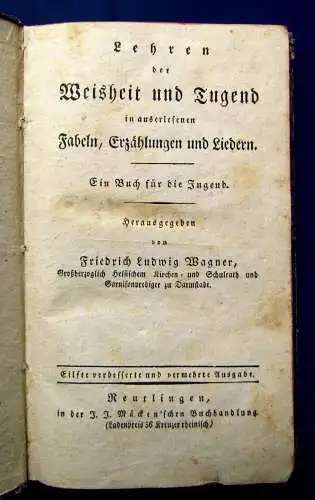 Lehren
der
Weisheit und Tugend
in auserlesenen
Fabeln, Erzählungen und Liedern.
Ein Buch für die Jugend.
Herausgegeben
von
Friedrich Ludwig Wagner,
Großherzoglich Hessischem Kirchen- und Schulrath und
Garnisonsprediger zu Darmstadt.
Eilfte verbesserte und vermehrte Ausgabe.
Reutlingen,
in der J. J. Mäcken'schen Buchhandlung.
(Ladenpreis 56 Kreuzer rheinisch)